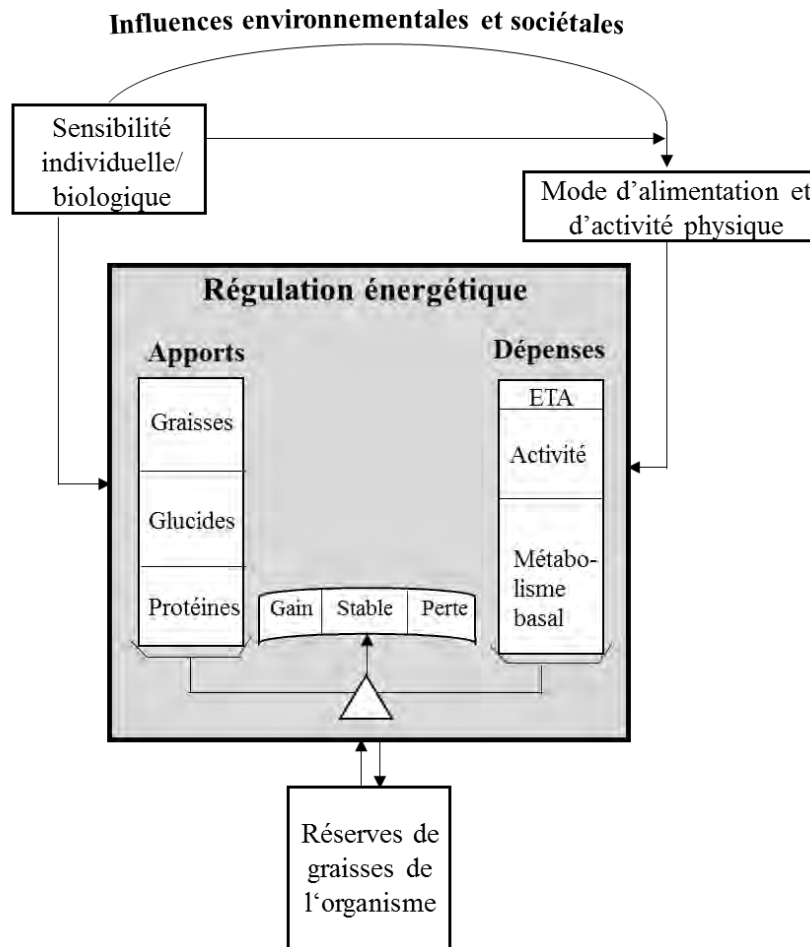 Influences environnementales et sociétales
Sensibilité
individuelle/
biologique
Mode d’alimentation et
d’activité physique
Régulation énergétique
Apports
Graisses
Glucides
Protéines
Gain
Stable
Perte
Dépenses
ETA
Activité
Métabo-
lisme
basal
Réserves de
graisses de
l‘organisme